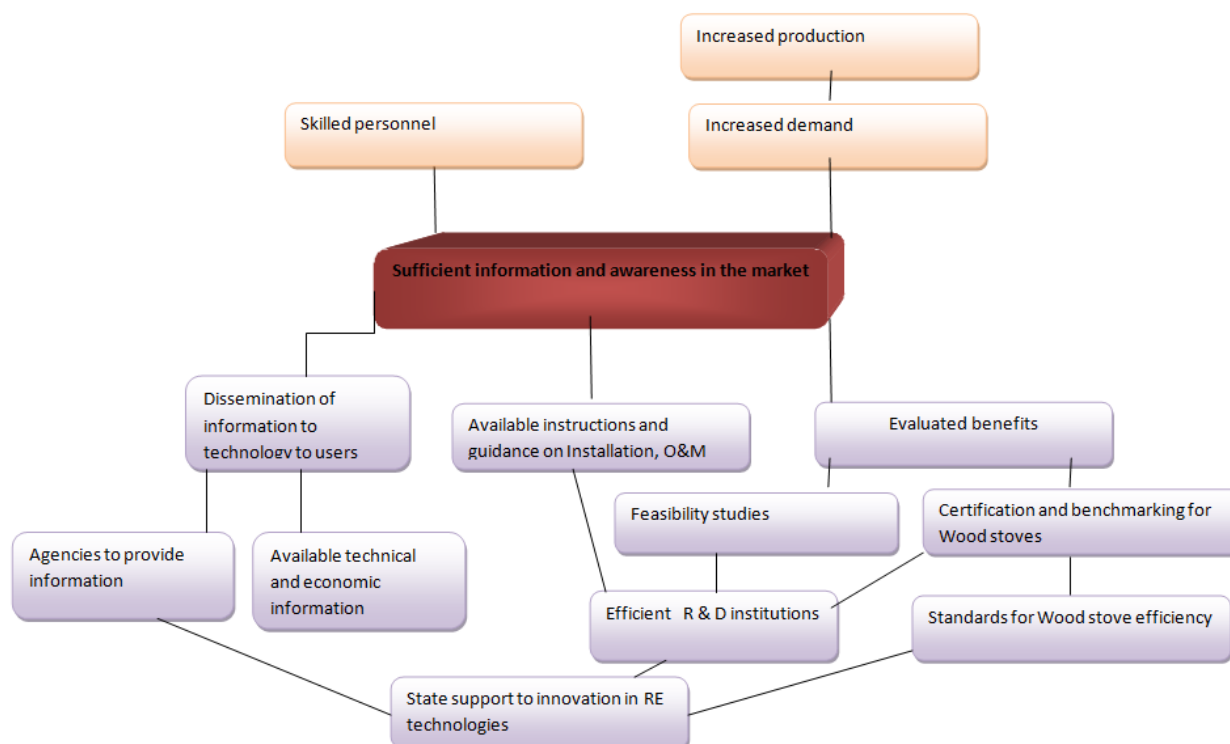 Increased production
Skilled personnel
Increased demand
Sufficient information and awareness in the market
Dissemination of
information to
technology to users
Available instructions and
guidance on Installation, O&M
Evaluated benefits
Feasibility studies
Certification and benchmarking for
Wood stoves
Agencies to provide
information
Available technical
and economic
information
Efficient R & D institutions
Standards for Wood stove efficiency
State support to innovation in RE
technologies